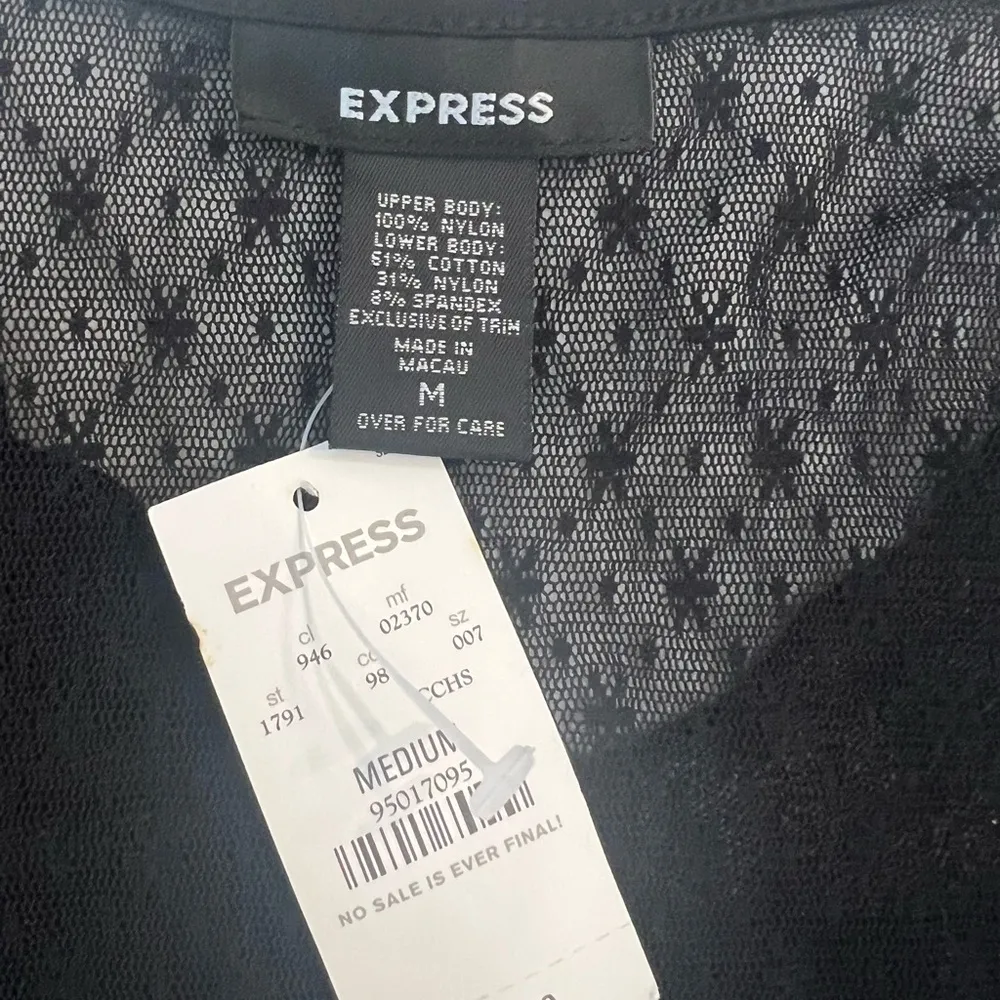 EXPRESS
UPPER BODY:
100% NYLON
LOWER BODY:
61% COTTON
31% NYLON
8% SPANDEX
EXCLUSIVE OF TRIM
MADE IN
MACAU
M
OVER FOR CARE
EXPRESS
cl mf sz
946 02370 007
st
1791 98 CCHS
MEDIUM
95017095
NO SALE IS EVER FINAL!